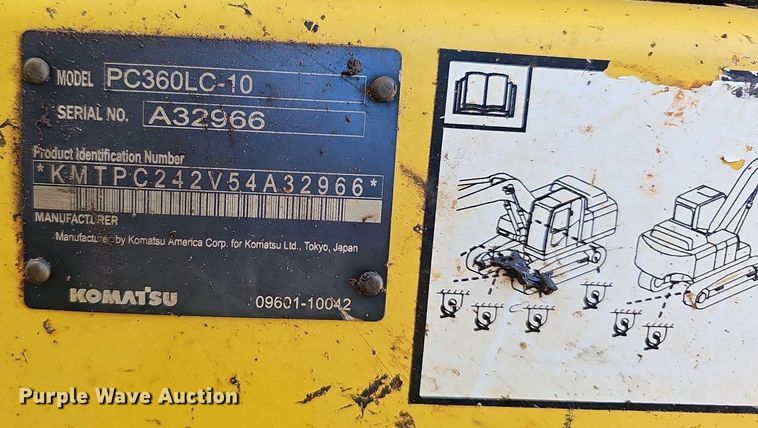 MODEL PC360LC-10
SERIAL NO. A32966
Product Identification Number
*KMTPC242V54A32966*
MANUFACTURER
Manufactured by Komatsu America Corp. for Komatsu Ltd., Tokyo, Japan
KOMATSU 09601-10042
Purple Wave Auction